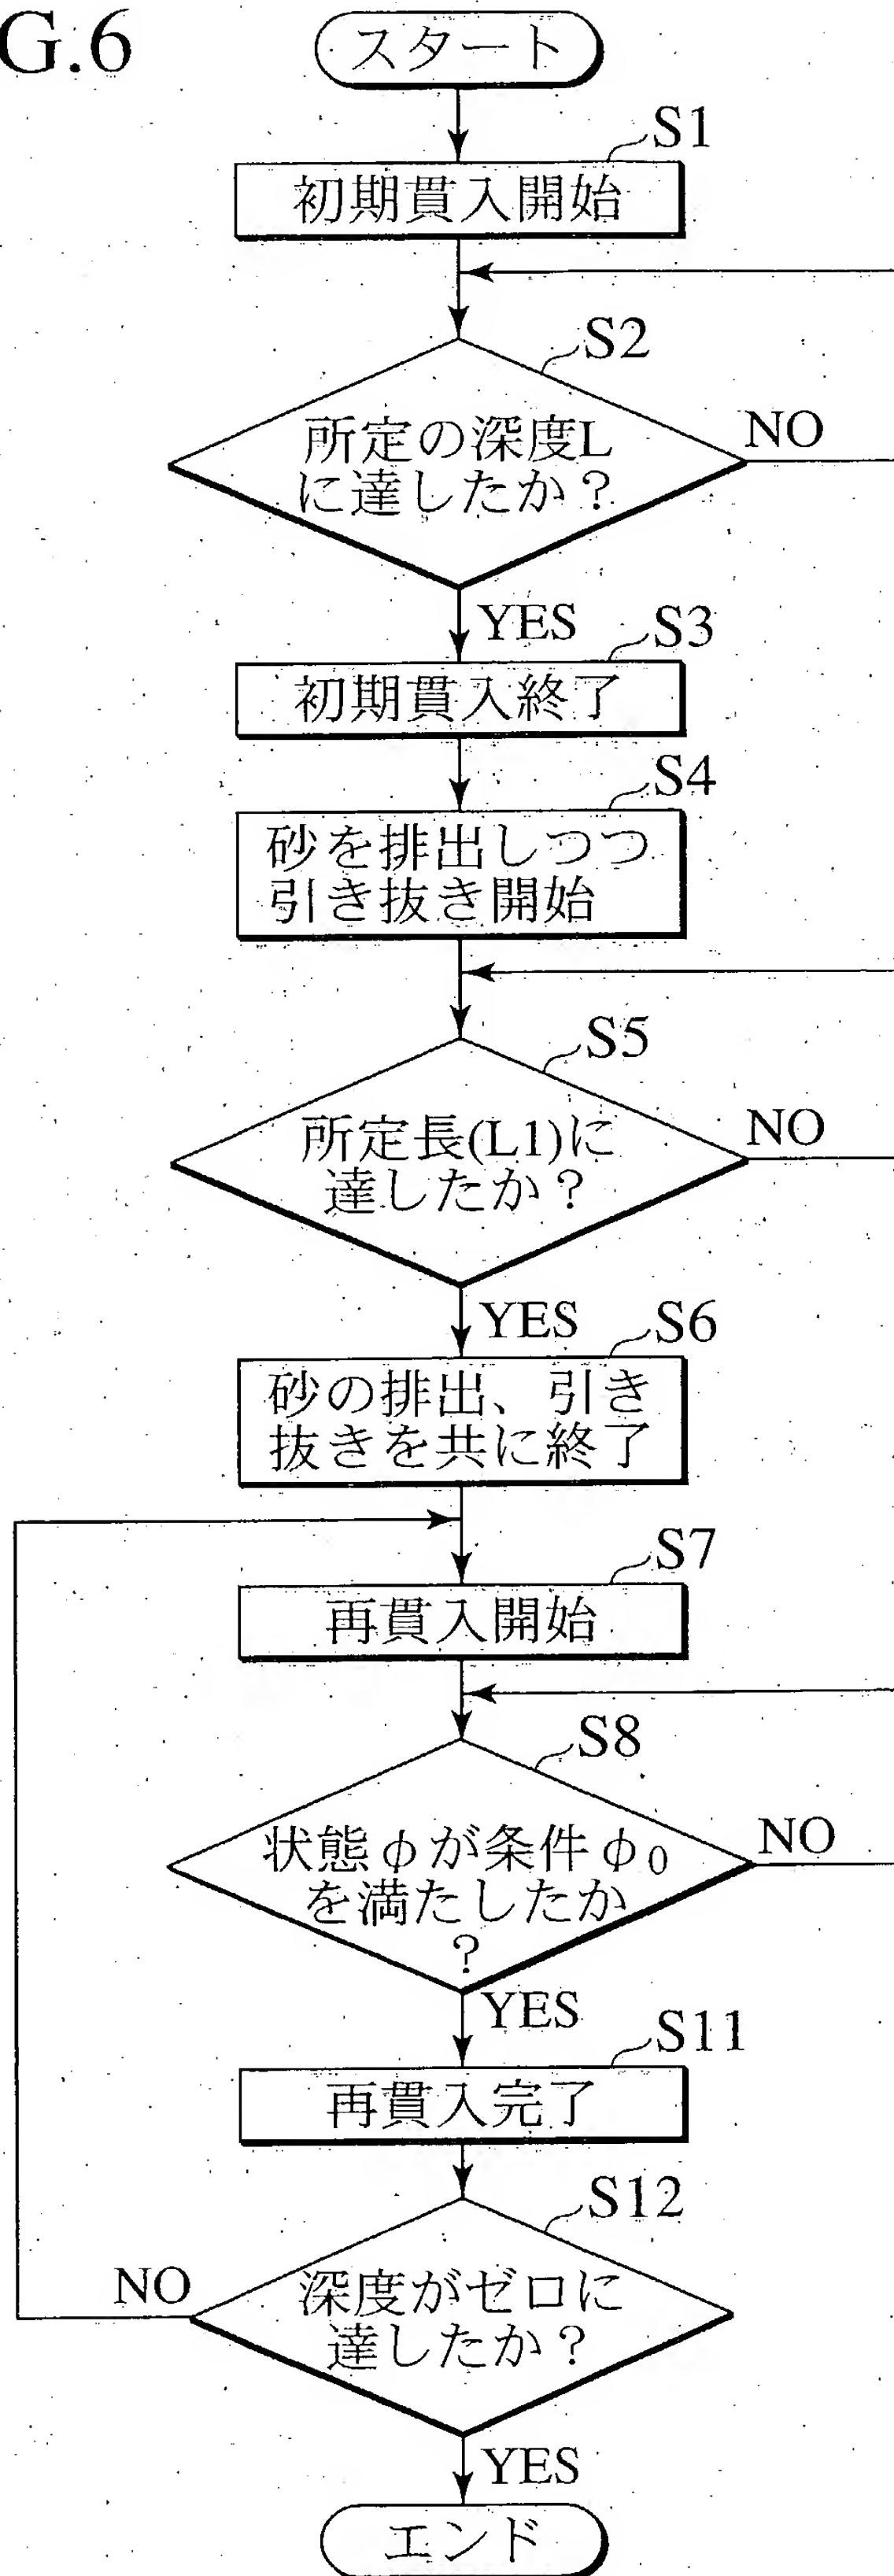 G.6
スタート
S1
初期貫入開始
S2
所定の深度L
に達したか？
NO
YES
S3
初期貫入終了
S4
砂を排出しつつ
引き抜き開始
S5
所定長(L1)に
達したか？
NO
YES
S6
砂の排出、引き
抜きを共に終了
S7
再貫入開始
S8
状態φが条件φ0
を満たしたか
？
NO
YES
S11
再貫入完了
S12
深度がゼロに
達したか？
NO
YES
エンド